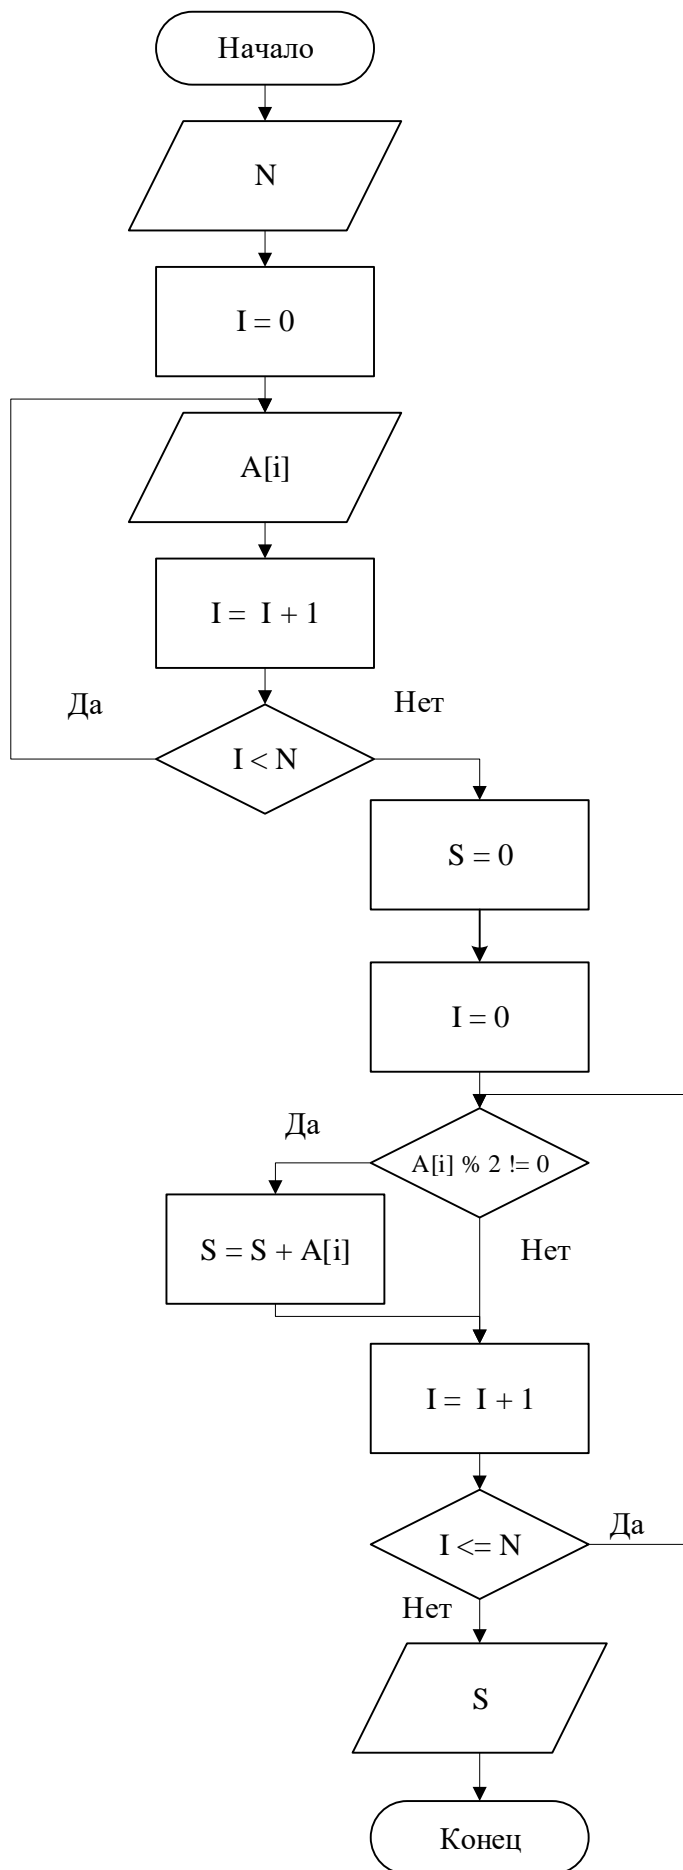 Начало
N
I = 0
A[i]
I = I + 1
Да
Нет
I < N
S = 0
I = 0
Да
A[i] % 2 != 0
S = S + A[i]
Нет
I = I + 1
Да
I <= N
Нет
S
Конец